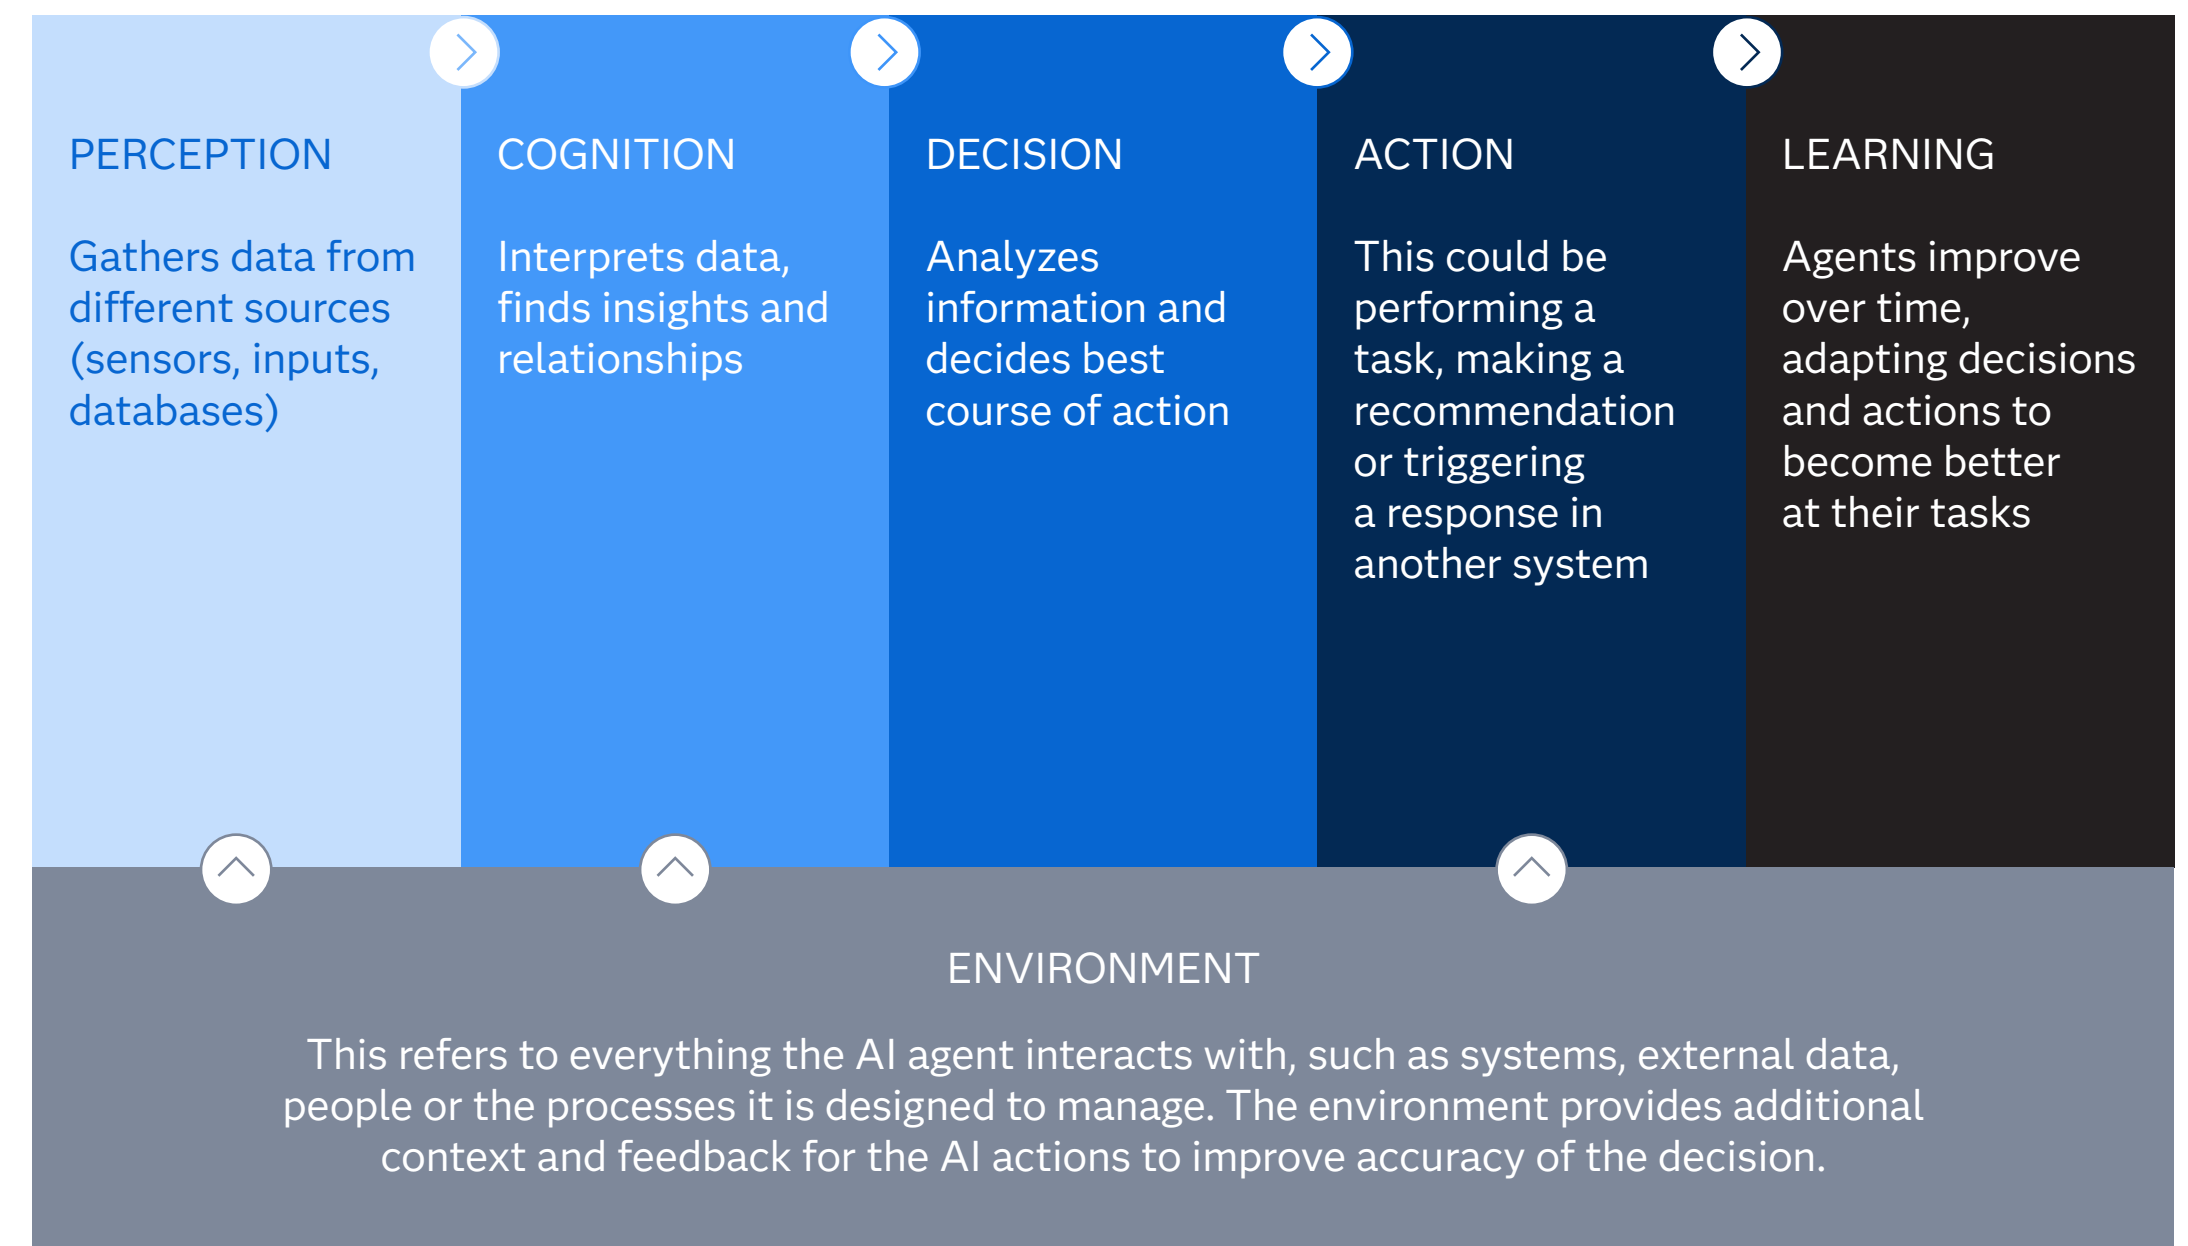 PERCEPTION
Gathers data from
different sources
(sensors, inputs,
databases)
COGNITION
Interprets data,
finds insights and
relationships
DECISION
Analyzes
information and
decides best
course of action
ACTION
This could be
performing a
task, making a
recommendation
or triggering
a response in
another system
LEARNING
Agents improve
over time,
adapting decisions
and actions to
become better
at their tasks
ENVIRONMENT
This refers to everything the AI agent interacts with, such as systems, external data,
people or the processes it is designed to manage. The environment provides additional
context and feedback for the AI actions to improve accuracy of the decision.